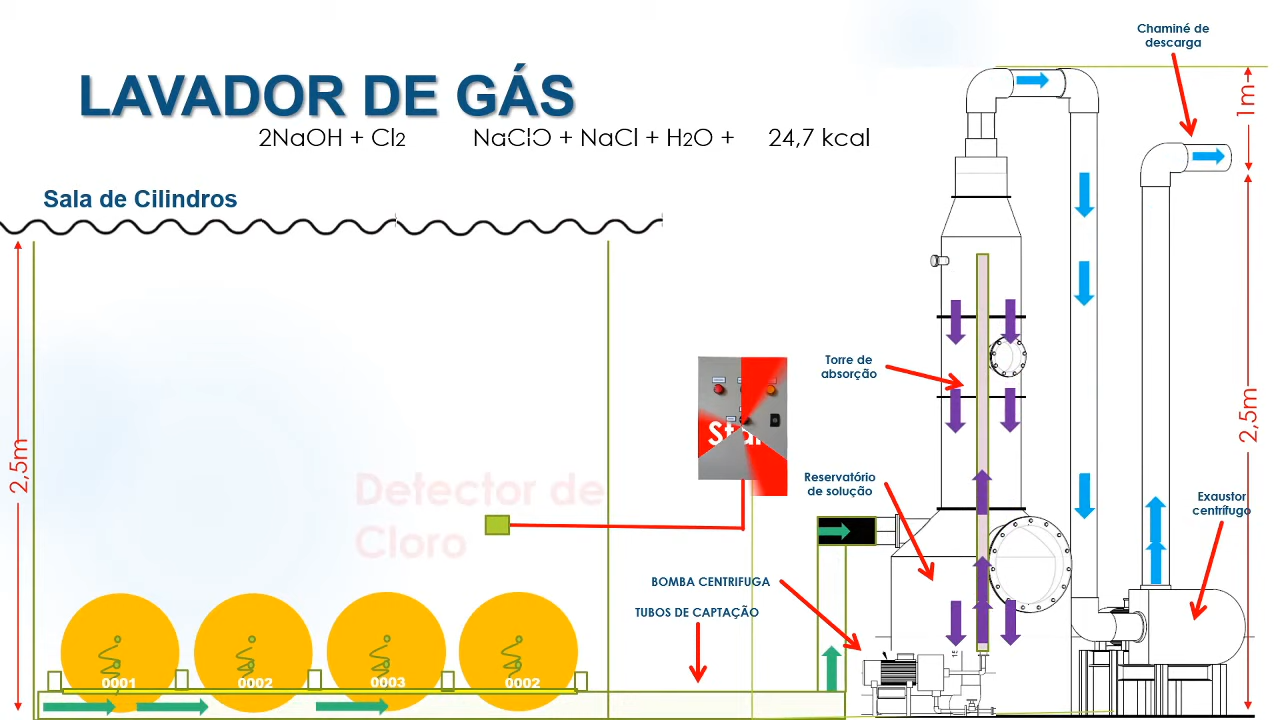 Chaminé de
descarga
LAVADOR DE GÁS
2NaOH + Cl2 NaClO + NaCl + H2O + 24,7 kcal
1m
Sala de Cilindros
Torre de
absorção
2,5m
2,5m
Detector de
Cloro
Reservatório
de solução
Exaustor
centrífugo
BOMBA CENTRIFUGA
TUBOS DE CAPTAÇÃO
0001
0002
0003
0002